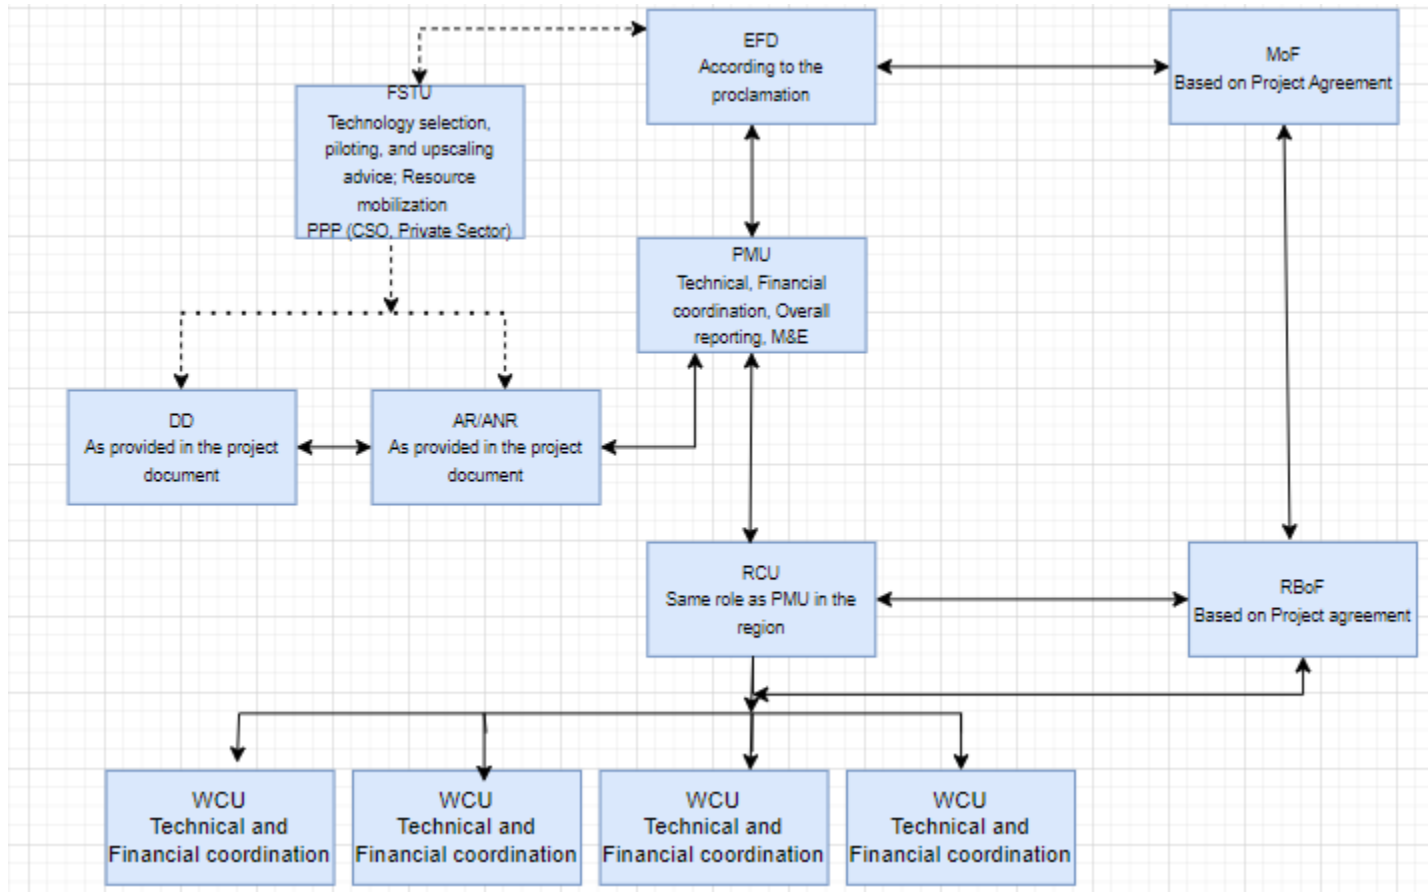 EFD
According to the
proclamation
MoF
Based on Project Agreement
FSTU
Technology selection,
piloting, and upscaling
advice; Resource
mobilization
PPP (CSO, Private Sector)
PMU
Technical, Financial
coordination, Overall
reporting, M&E
DD
As provided in the project
document
AR/ANR
As provided in the project
document
RCU
Same role as PMU in the
region
RBoF
Based on Project agreement
WCU
Technical and
Financial coordination
WCU
Technical and
Financial coordination
WCU
Technical and
Financial coordination
WCU
Technical and
Financial coordination